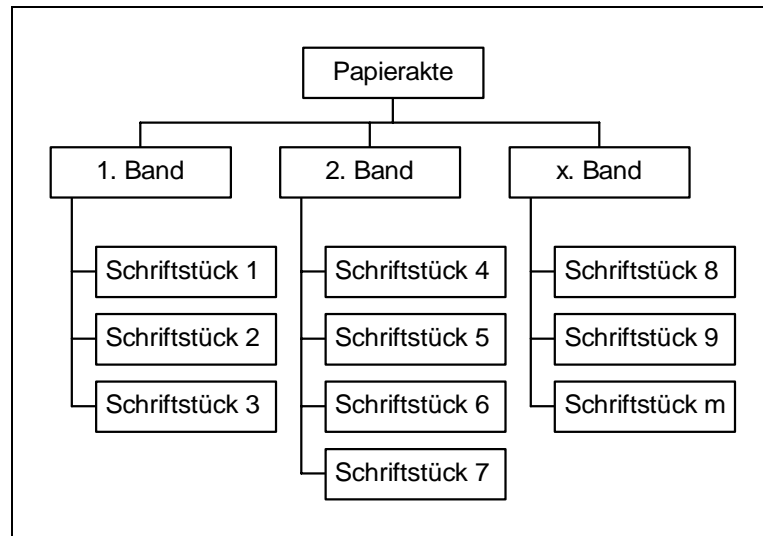 Papierakte
1. Band
2. Band
x. Band
Schriftstück 1
Schriftstück 4
Schriftstück 8
Schriftstück 2
Schriftstück 5
Schriftstück 9
Schriftstück 3
Schriftstück 6
Schriftstück m
Schriftstück 7